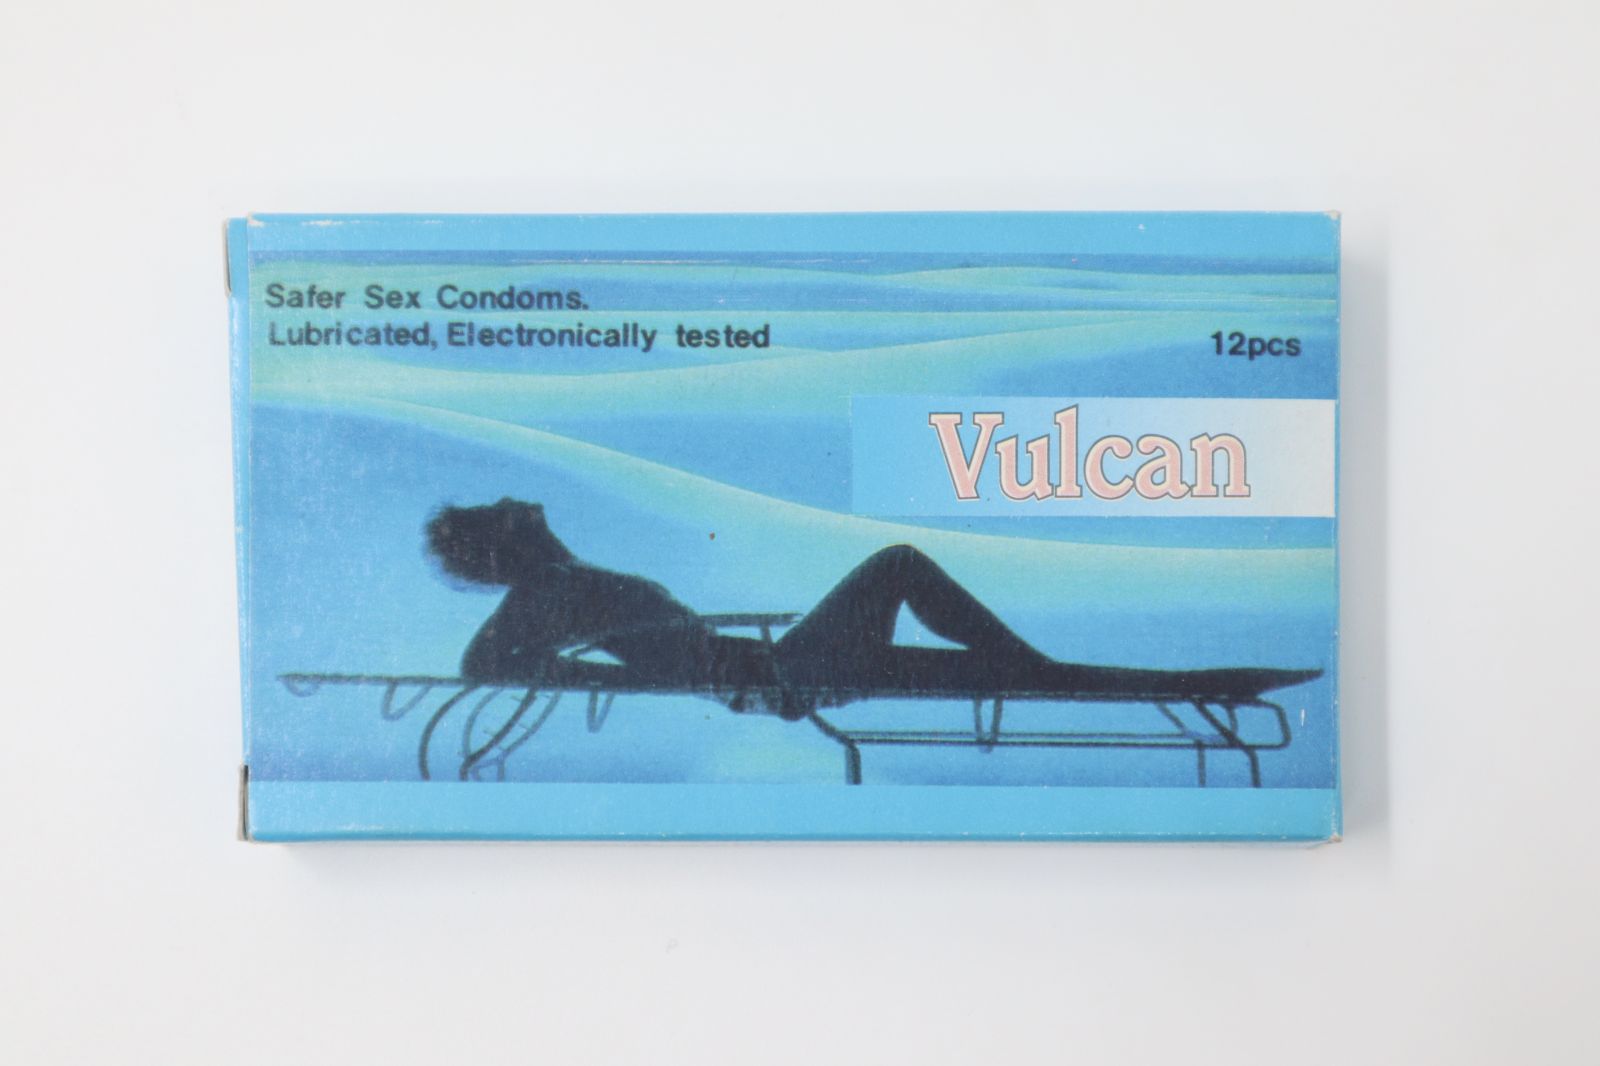 Safer Sex Condoms.
Lubricated, Electronically tested
12pcs
Vulcan